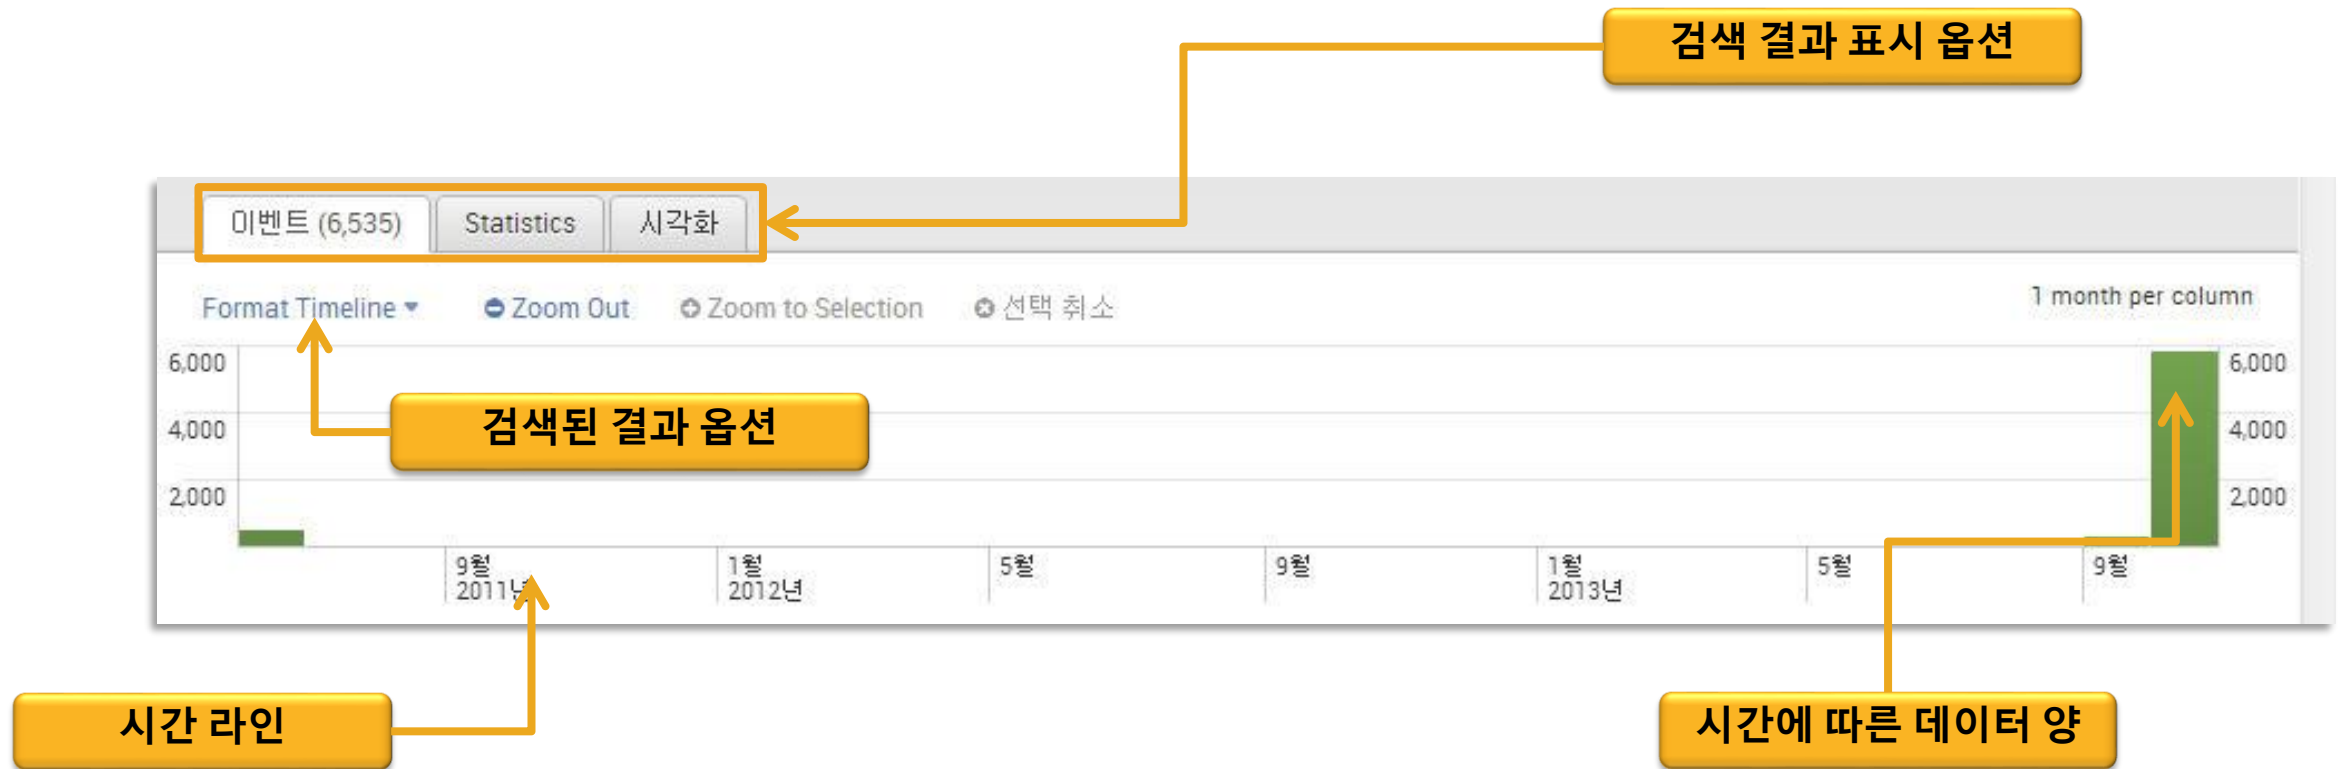 검색 결과 표시 옵션
이벤트 (6,535) Statistics 시각화
Format Timeline Zoom Out Zoom to Selection 선택 취소 1 month per column
6,000 6,000
검색된 결과 옵션
4,000 4,000
2,000 2,000
9월 1월 5월 9월 1월 5월 9월
2011년 2012년 2013년
시간 라인 시간에 따른 데이터 양